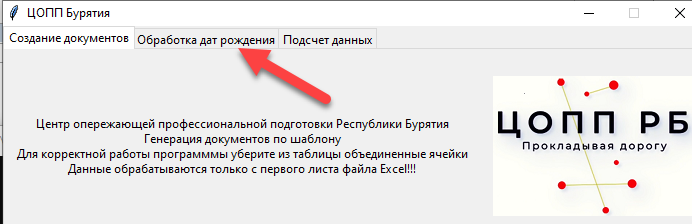 ЦОПП Бурятия
Создание документов Обработка дат рождения Подсчет данных
Центр опережающей профессиональной подготовки Республики Бурятия
Генерация документов по шаблону
Для корректной работы программмы уберите из таблицы объединенные ячейки
Данные обрабатываются только с первого листа файла Excel!!!
ЦОПП РБ
Прокладывая дорогу